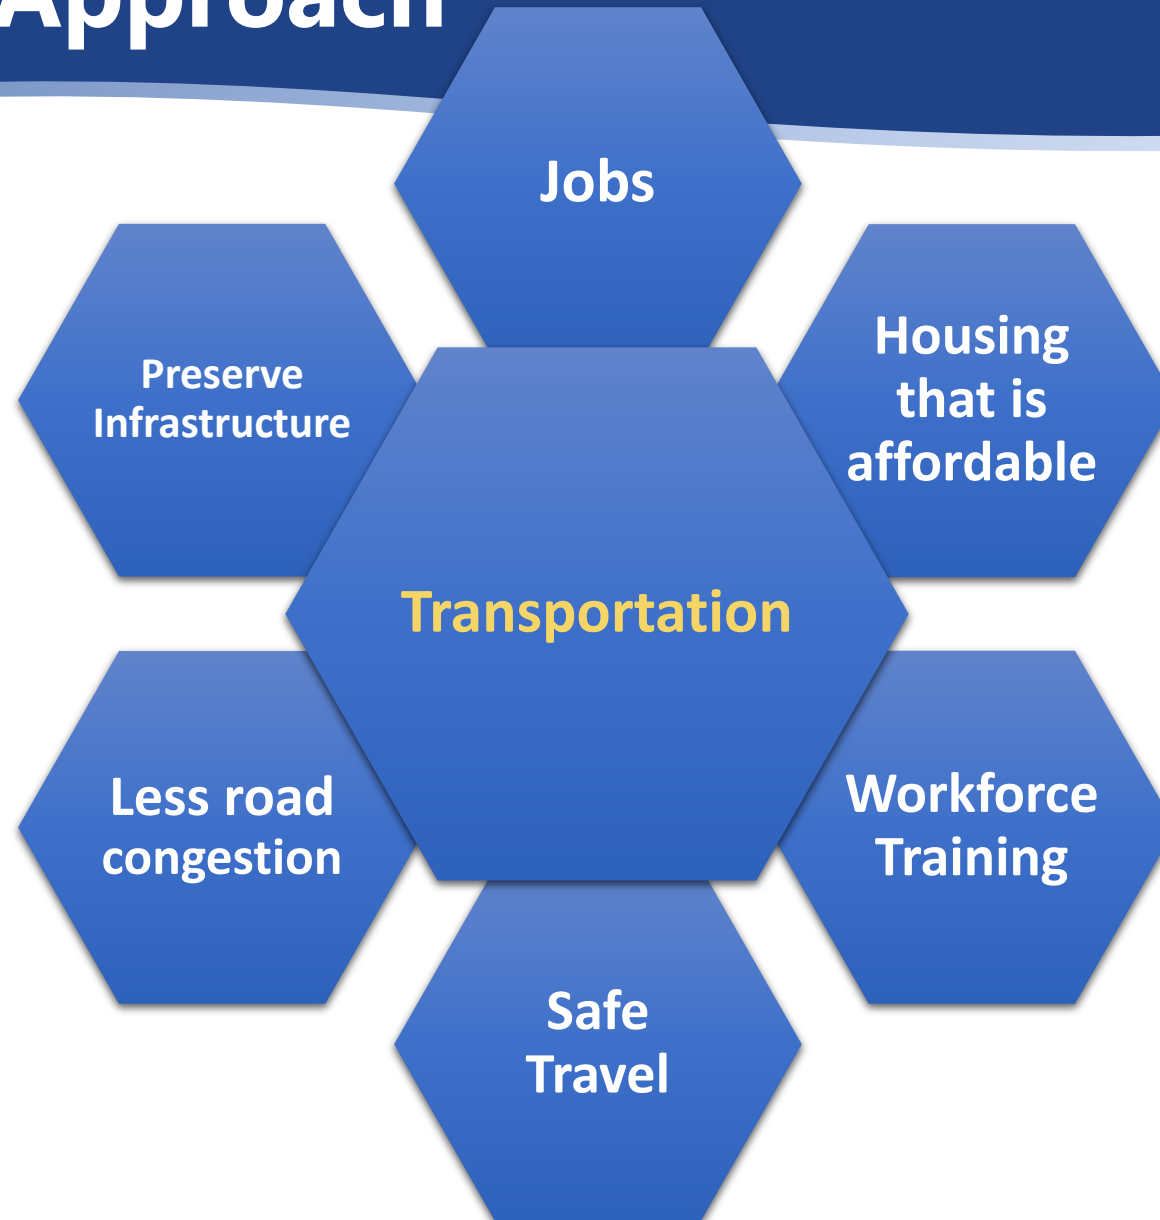 Approach
Jobs
Housing
that is
affordable
Preserve
Infrastructure
Transportation
Less road
congestion
Workforce
Training
Safe
Travel